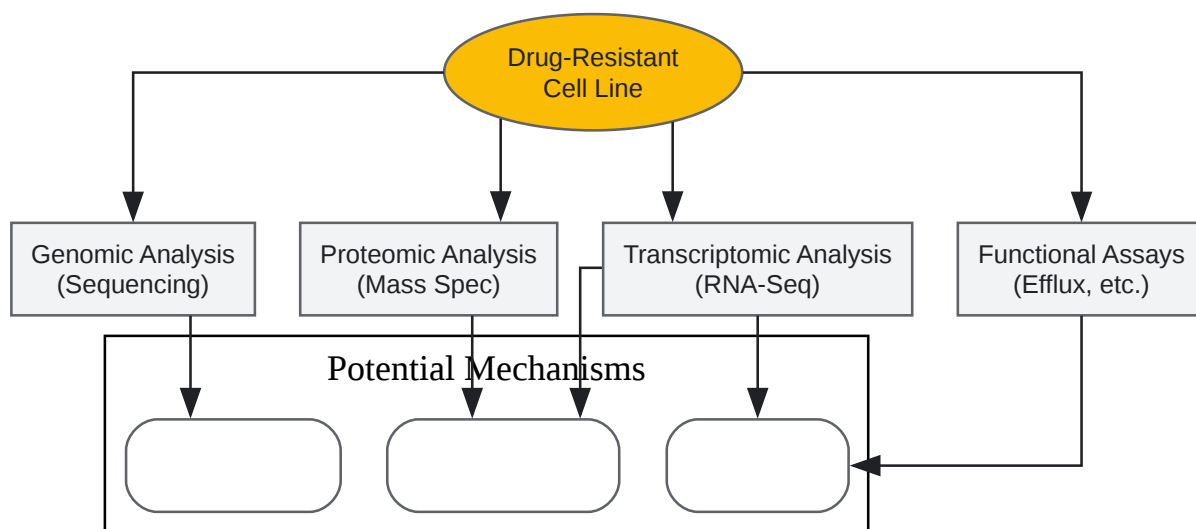 Drug-Resistant
Cell Line
Genomic Analysis
(Sequencing)
Proteomic Analysis
(Mass Spec)
Transcriptomic Analysis
(RNA-Seq)
Functional Assays
(Efflux, etc.)
Potential Mechanisms